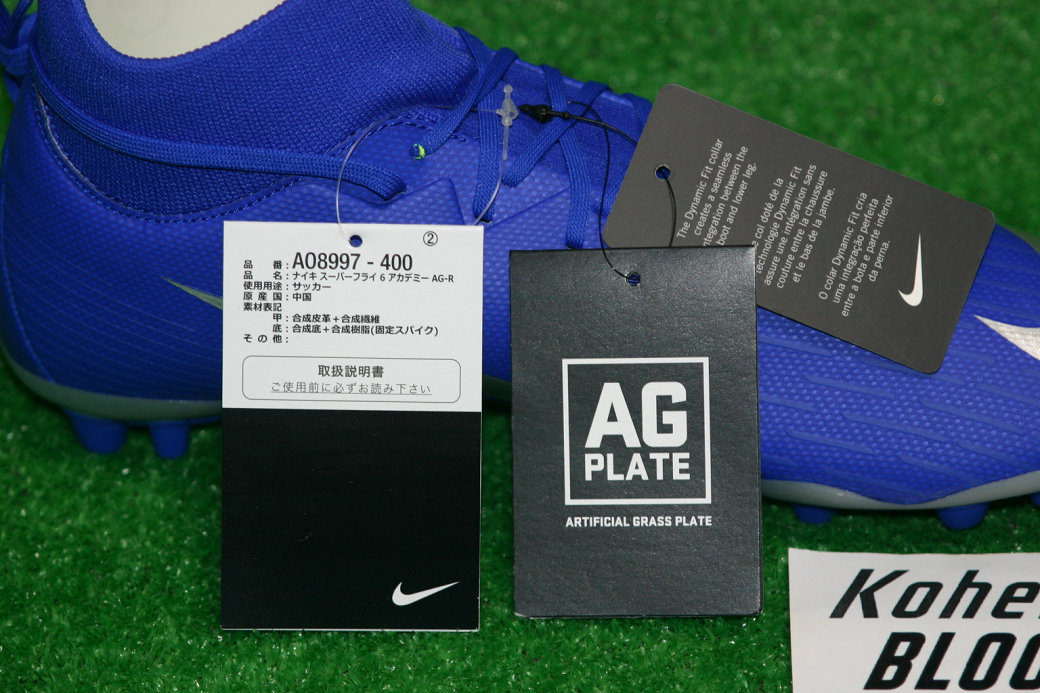 ②
品番：AO8997 - 400
品名：ナイキ スーパーフライ 6 アカデミー AG-R
使用用途：サッカー
原産国：中国
素材表記
甲：合成皮革＋合成繊維
底：合成底＋合成樹脂(固定スパイク)
その他：
取扱説明書
ご使用前に必ずお読み下さい
AG
PLATE
ARTIFICIAL GRASS PLATE
The Dynamic Fit collar
creates a seamless
integration between the
boot and lower leg.
col doté de la
technologie Dynamic Fit
assure une intégration sans
couture entre la chaussure
et le bas de la jambe.
O colar Dynamic Fit cria
uma integração perfeita
entre a bota e parte inferior
da perna.